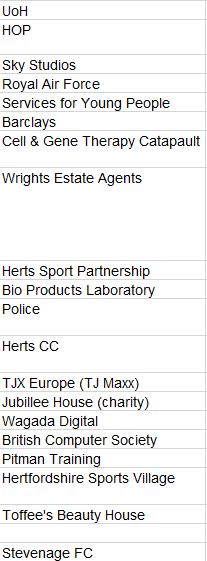 UoH
HOP
Sky Studios
Royal Air Force
Services for Young People
Barclays
Cell & Gene Therapy Catapault
Wrights Estate Agents
Herts Sport Partnership
Bio Products Laboratory
Police
Herts CC
TJX Europe (TJ Maxx)
Jubillee House (charity)
Wagada Digital
British Computer Society
Pitman Training
Hertfordshire Sports Village
Toffee's Beauty House
Stevenage FC